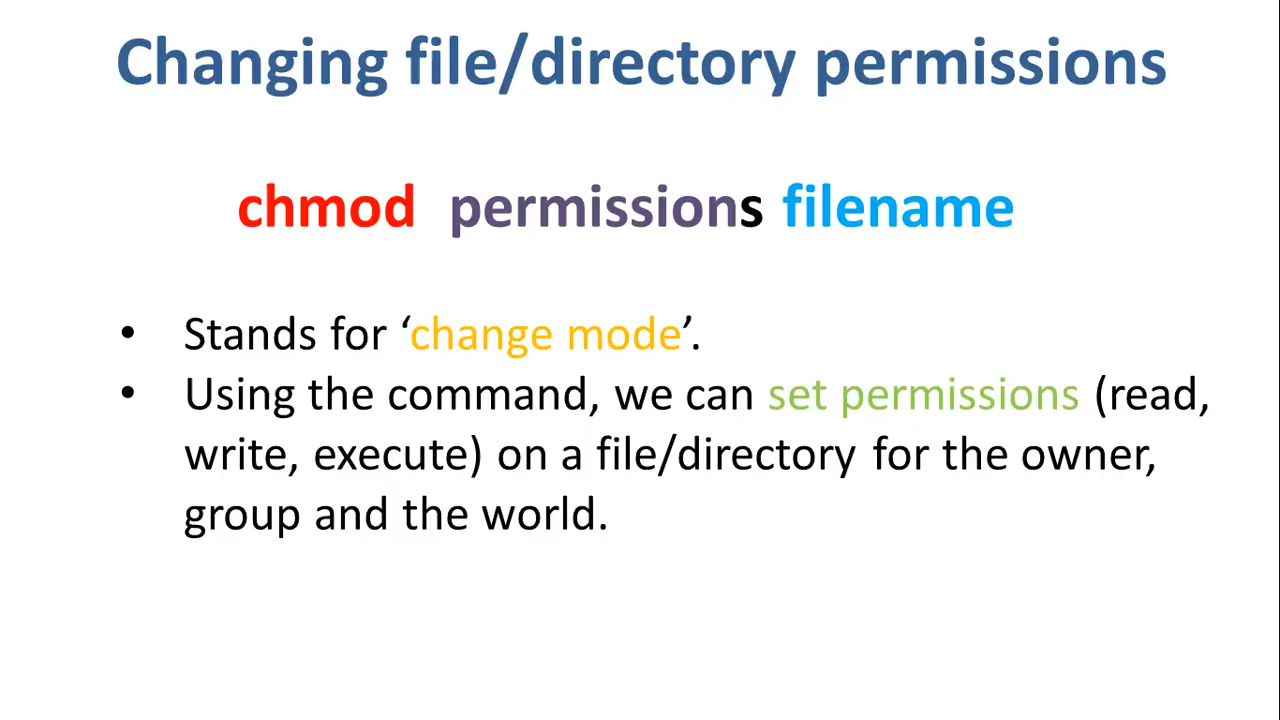 Changing file/directory permissions
chmod permissions filename
• Stands for ‘change mode’.
• Using the command, we can set permissions (read,
write, execute) on a file/directory for the owner,
group and the world.